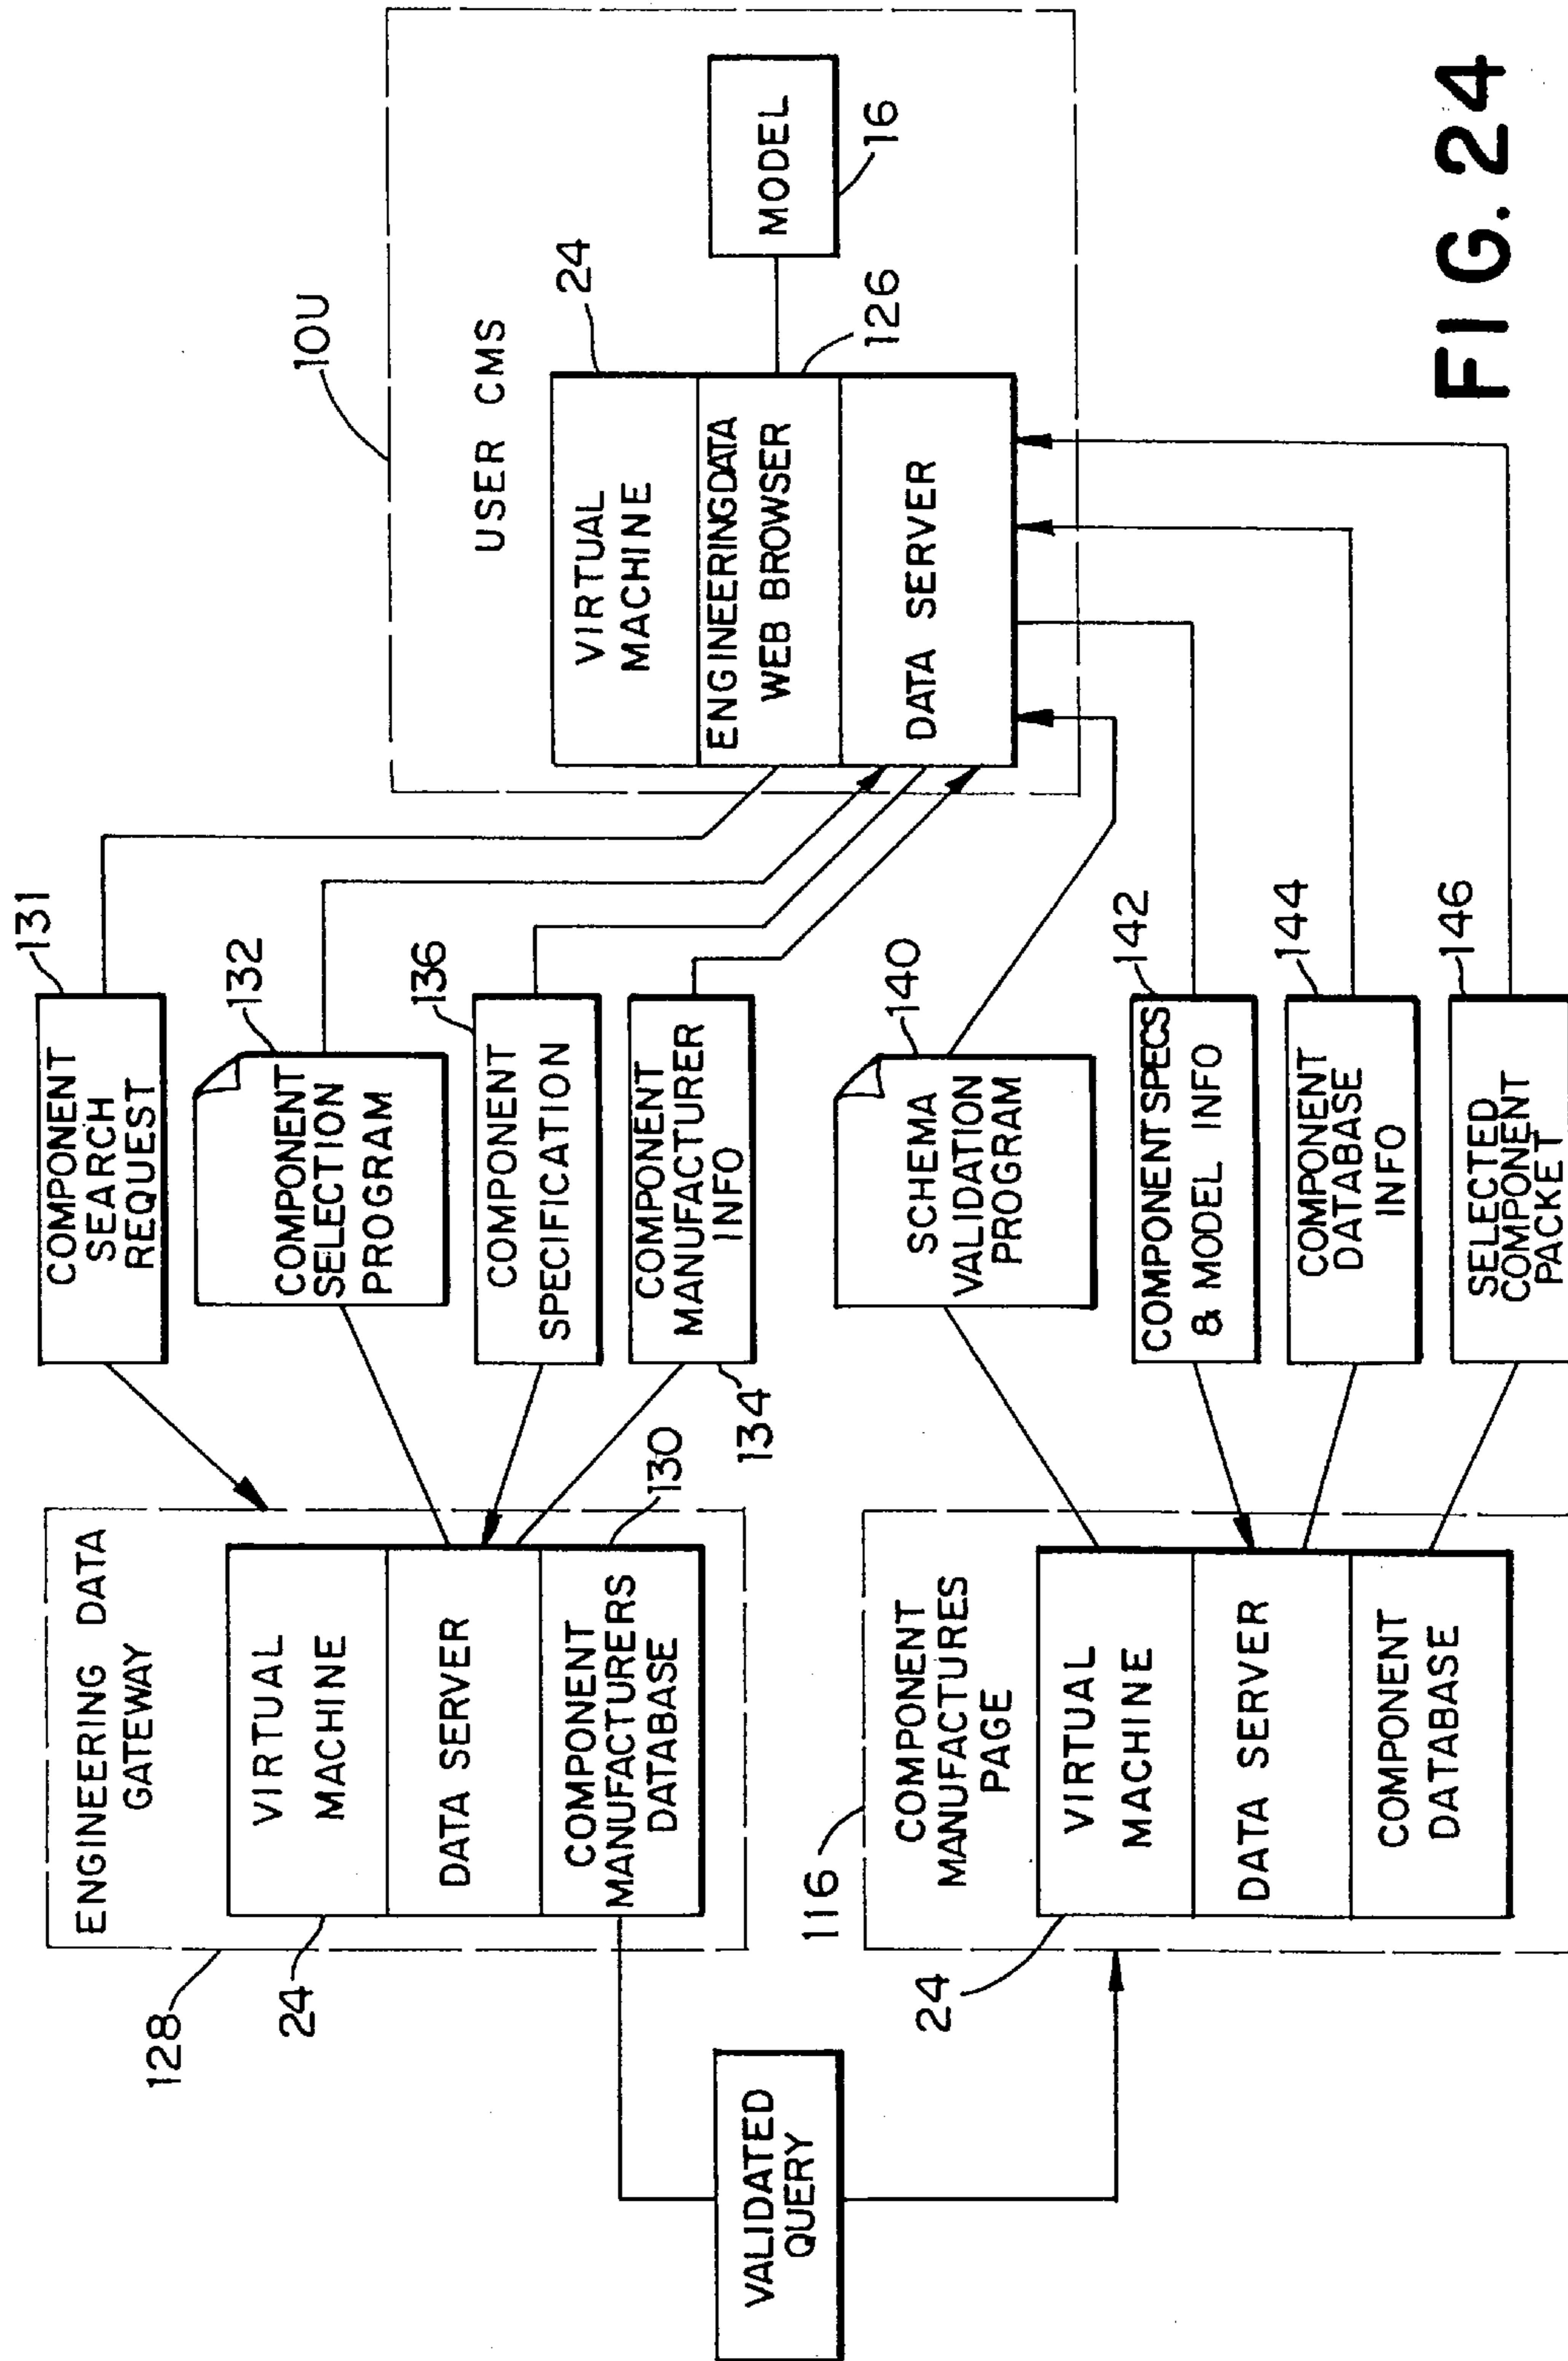 10U
USER CMS
24
VIRTUAL
MACHINE
ENGINEERING DATA
WEB BROWSER
126
DATA SERVER
MODEL
16
131
COMPONENT
SEARCH
REQUEST
132
COMPONENT
SELECTION
PROGRAM
136
COMPONENT
SPECIFICATION
COMPONENT
MANUFACTURER
INFO
134
140
SCHEMA
VALIDATION
PROGRAM
142
COMPONENT SPECS
& MODEL INFO
144
COMPONENT
DATABASE
INFO
146
SELECTED
COMPONENT
PACKET
ENGINEERING DATA
GATEWAY
128
24
VIRTUAL
MACHINE
DATA SERVER
COMPONENT
MANUFACTURERS
DATABASE
130
116
COMPONENT
MANUFACTURES
PAGE
24
VIRTUAL
MACHINE
DATA SERVER
COMPONENT
DATABASE
VALIDATED
QUERY
FIG. 24